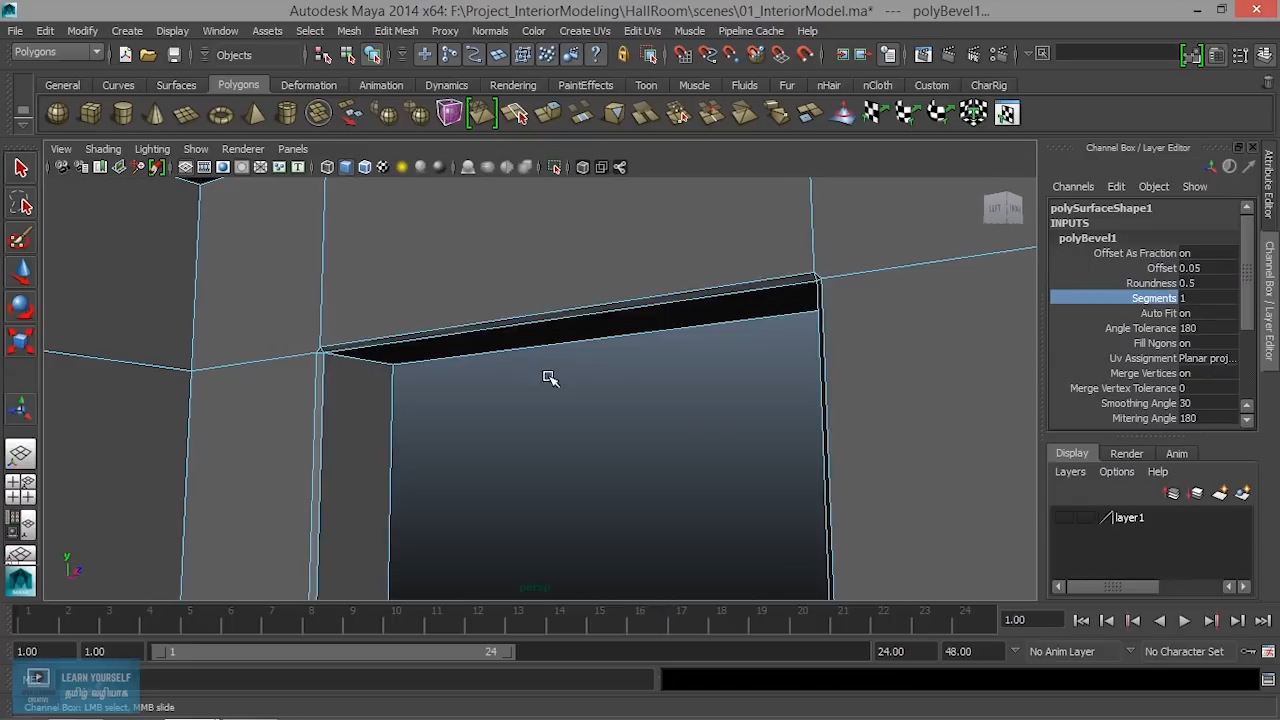 Autodesk Maya 2014 x64: F:\Project_InteriorModeling\HallRoom\scenes\01_InteriorModel.ma* --- polyBevel1...
File Edit Modify Create Display Window Assets Select Mesh Edit Mesh Proxy Normals Color Create UVs Edit UVs Muscle Pipeline Cache Help
Polygons Objects
General Curves Surfaces Polygons Deformation Animation Dynamics Rendering PaintEffects Toon Muscle Fluids Fur nHair nCloth Custom CharRig
View Shading Lighting Show Renderer Panels
Channel Box / Layer Editor
Channels Edit Object Show
polySurfaceShape1
INPUTS
polyBevel1
Offset As Fraction on
Offset 0.05
Roundness 0.5
Segments 1
Auto Fit on
Angle Tolerance 180
Fill Ngons on
Uv Assignment Planar proj...
Merge Vertices on
Merge Vertex Tolerance 0
Smoothing Angle 30
Mitering Angle 180
Display Render Anim
Layers Options Help
layer1
Attribute Editor
Channel Box / Layer Editor
LEFT
y
z
persp
1 2 3 4 5 6 7 8 9 10 11 12 13 14 15 16 17 18 19 20 21 22 23 24
1.00
1.00 1.00 1 24 24.00 48.00 No Anim Layer No Character Set
LEARN YOURSELF
தமிழ் வழியாக
CREATIVE
Channel Box: LMB select, MMB slide